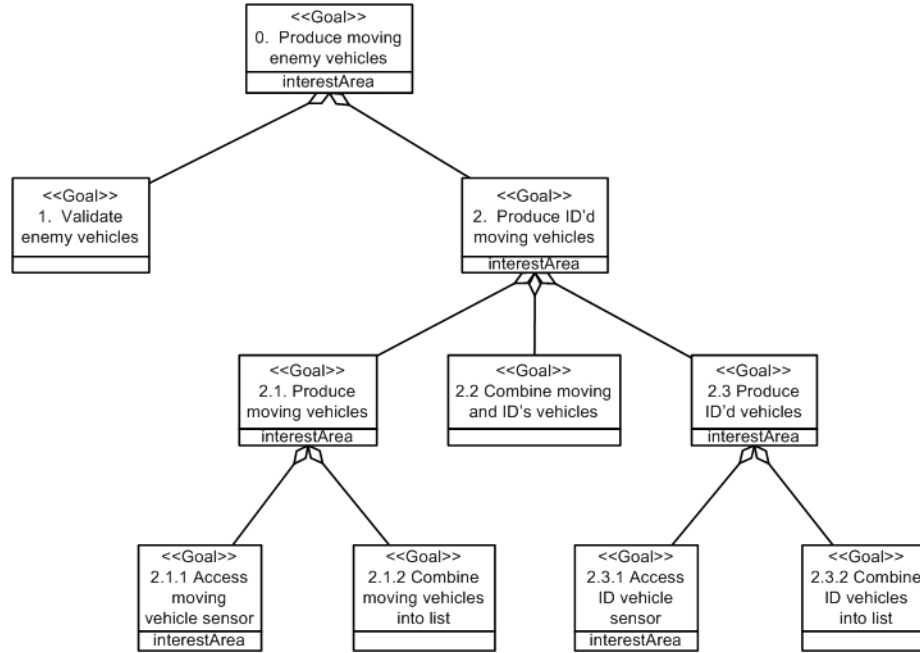 <<Goal>>
0.  Produce moving
enemy vehicles
interestArea
<<Goal>>
1.  Validate
enemy vehicles
<<Goal>>
2.  Produce ID'd
moving vehicles
interestArea
<<Goal>>
2.1. Produce
moving vehicles
interestArea
<<Goal>>
2.2 Combine moving
and ID's vehicles
<<Goal>>
2.3 Produce
ID'd vehicles
interestArea
<<Goal>>
2.1.1 Access
moving
vehicle sensor
interestArea
<<Goal>>
2.1.2 Combine
moving vehicles
into list
<<Goal>>
2.3.1 Access
ID vehicle
sensor
interestArea
<<Goal>>
2.3.2 Combine
ID vehicles
into list